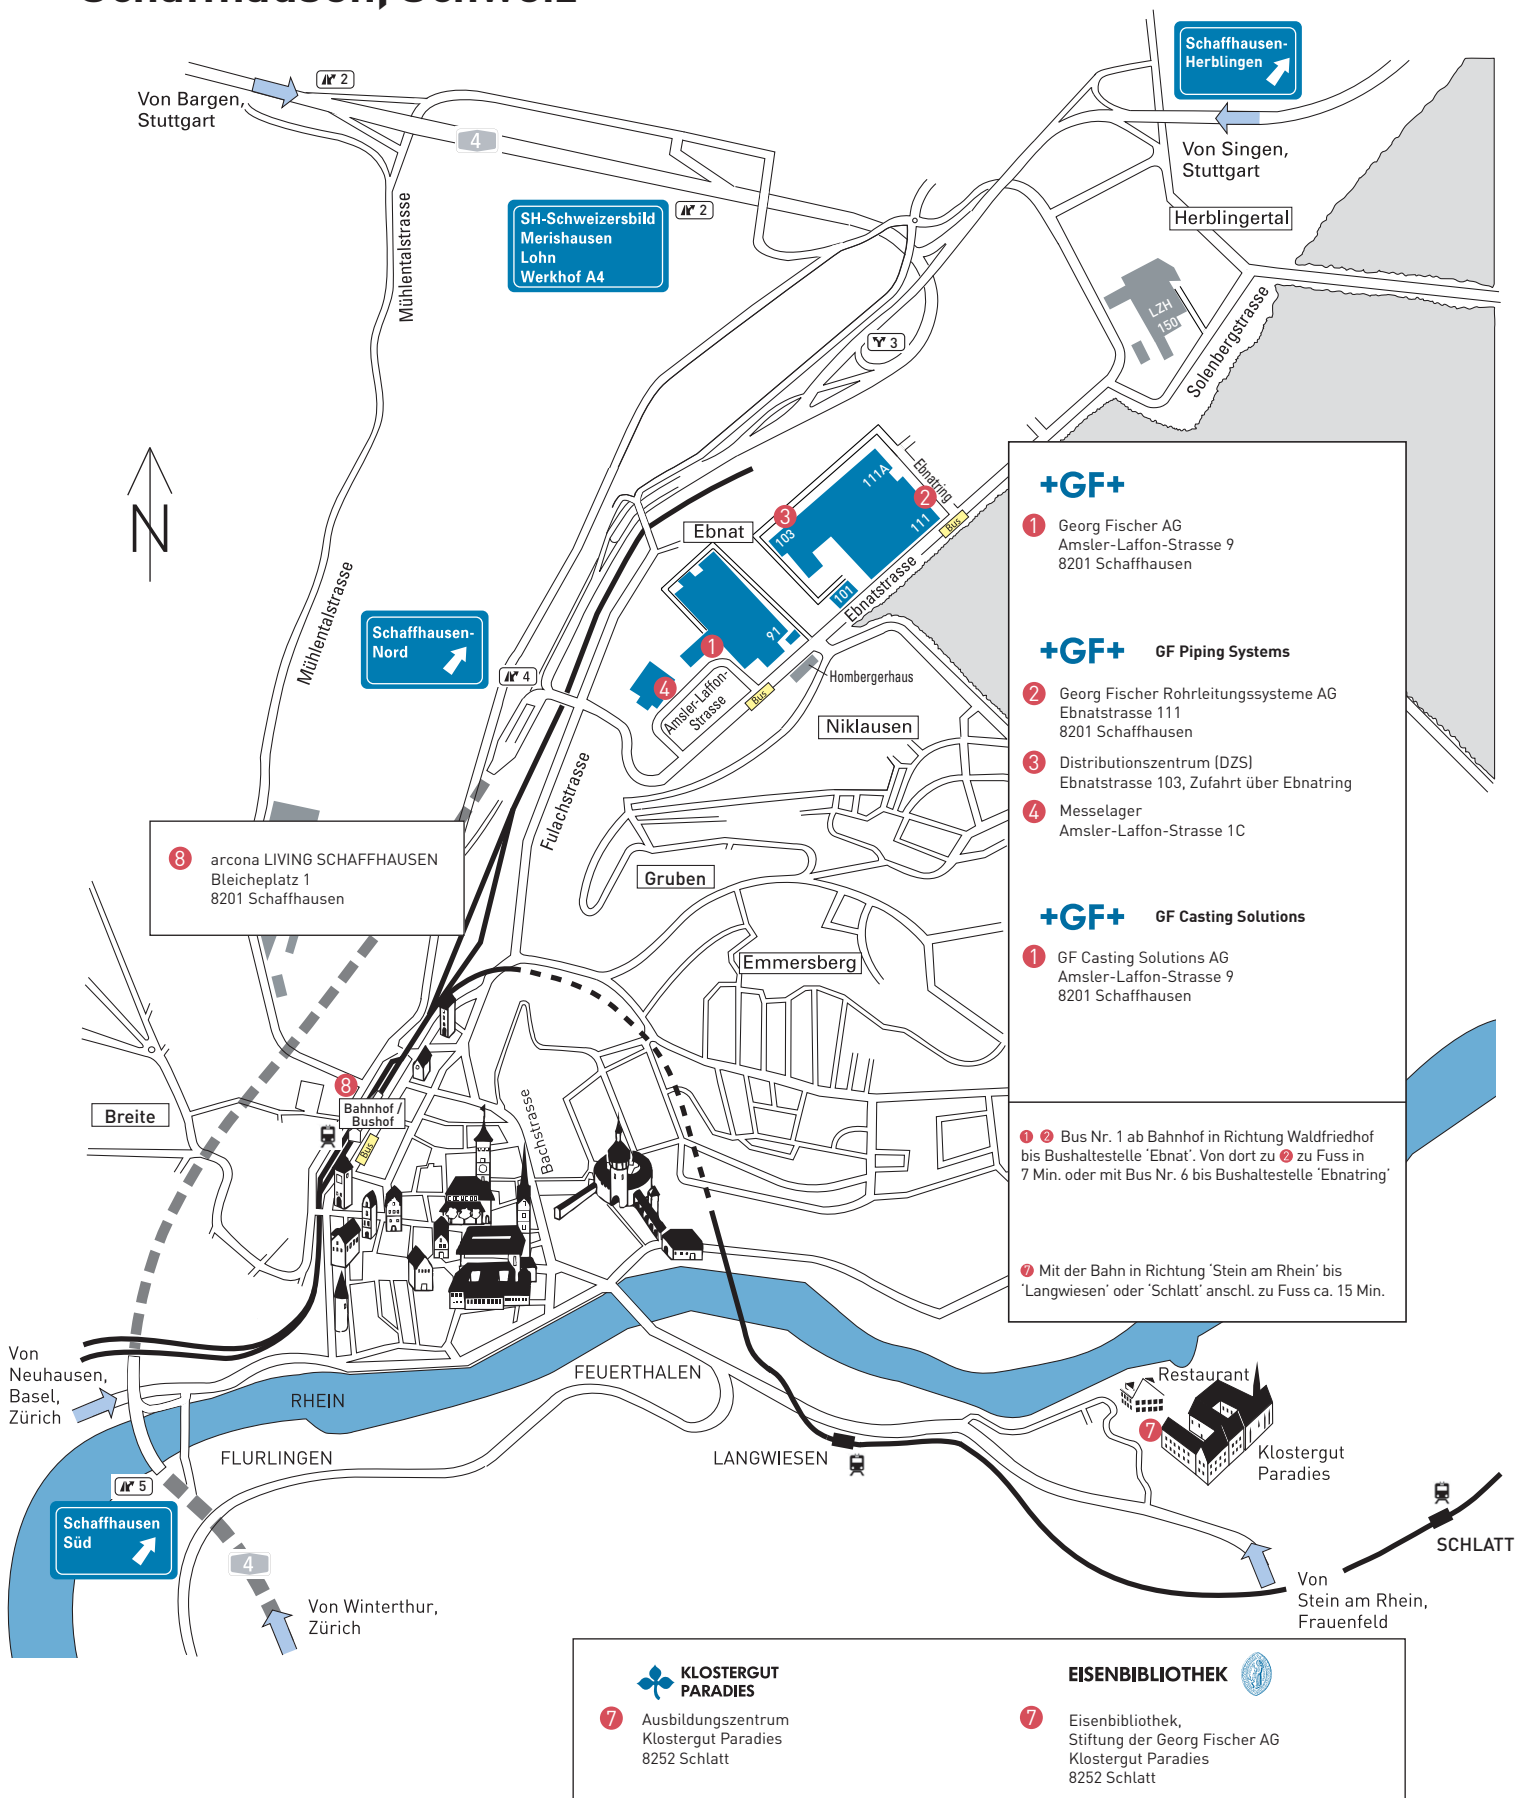 Schaffhausen, Schweiz
Schaffhausen-
Herblingen
2
Von Bargen,
Stuttgart
4
Von Singen,
Stuttgart
Herblingertal
SH-Schweizersbild
Merishausen
Lohn
Werkhof A4
2
Mühlentalstrasse
LZH
150
Solenbergstrasse
3
N
Ebnat
Ebnatring
111A
2
111
Bus
3
103
101
Ebnatstrasse
91
1
4
Amsler-Laffon-
Strasse
Bus
Hombergerhaus
Niklausen
Mühlentalstrasse
Schaffhausen-
Nord
4
Fulachstrasse
Gruben
Emmersberg
8
arcona LIVING SCHAFFHAUSEN
Bleicheplatz 1
8201 Schaffhausen
+GF+
1
Georg Fischer AG
Amsler-Laffon-Strasse 9
8201 Schaffhausen
+GF+ GF Piping Systems
2
Georg Fischer Rohrleitungssysteme AG
Ebnatstrasse 111
8201 Schaffhausen
3
Distributionszentrum (DZS)
Ebnatstrasse 103, Zufahrt über Ebnatring
4
Messelager
Amsler-Laffon-Strasse 1C
+GF+ GF Casting Solutions
1
GF Casting Solutions AG
Amsler-Laffon-Strasse 9
8201 Schaffhausen
1 2 Bus Nr. 1 ab Bahnhof in Richtung Waldfriedhof
bis Bushaltestelle 'Ebnat'. Von dort zu 2 zu Fuss in
7 Min. oder mit Bus Nr. 6 bis Bushaltestelle 'Ebnatring'
7 Mit der Bahn in Richtung 'Stein am Rhein' bis
'Langwiesen' oder 'Schlatt' anschl. zu Fuss ca. 15 Min.
Breite
8
Bahnhof /
Bushof
Bus
Bachstrasse
Von
Neuhausen,
Basel,
Zürich
RHEIN
FEUERTHALEN
FLURLINGEN
LANGWIESEN
Restaurant
7
Klostergut
Paradies
SCHLATT
5
Schaffhausen
Süd
4
Von Winterthur,
Zürich
Von
Stein am Rhein,
Frauenfeld
KLOSTERGUT
PARADIES
7
Ausbildungszentrum
Klostergut Paradies
8252 Schlatt
EISENBIBLIOTHEK
7
Eisenbibliothek,
Stiftung der Georg Fischer AG
Klostergut Paradies
8252 Schlatt